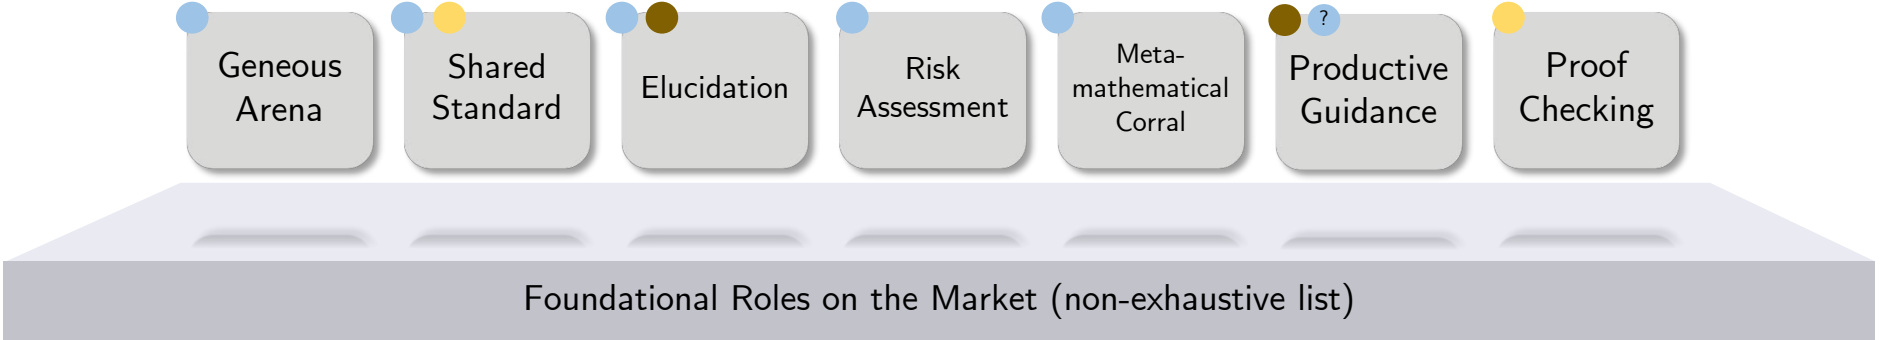 Geneous
Arena
Shared
Standard
Elucidation
Risk
Assessment
Meta-
mathematical
Corral
?
Productive
Guidance
Proof
Checking
Foundational Roles on the Market (non-exhaustive list)